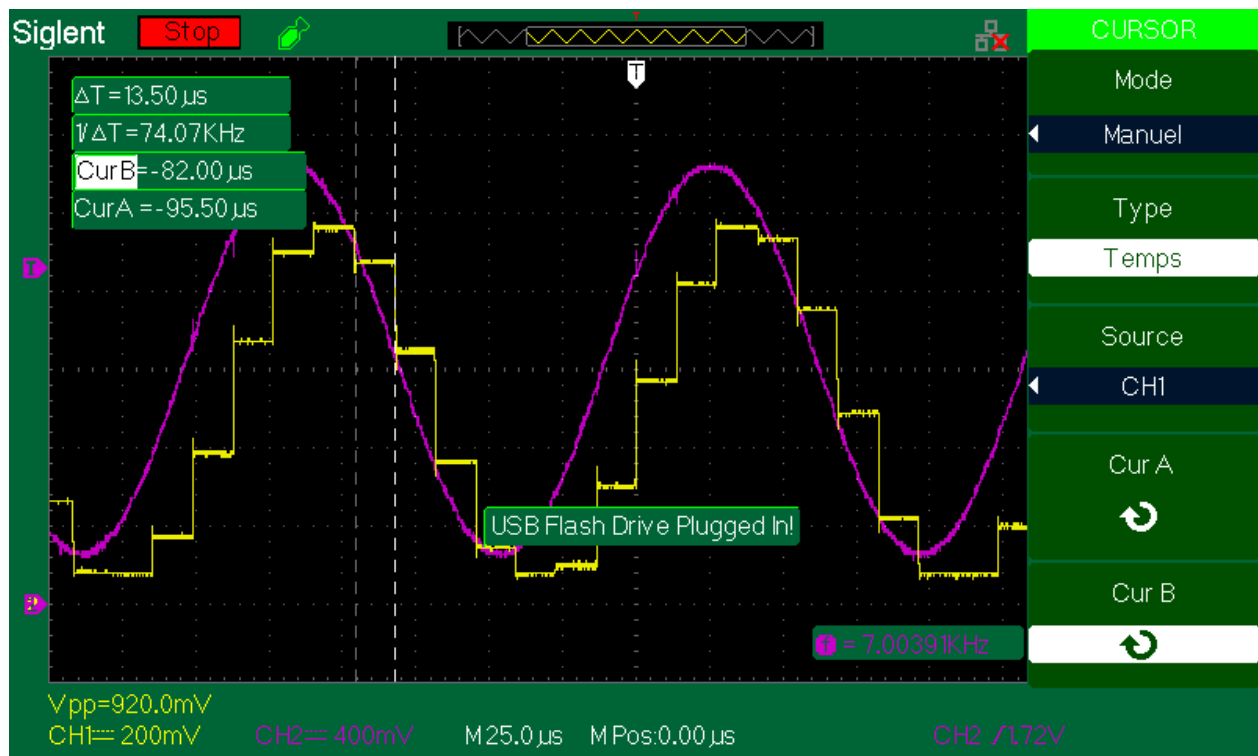 Siglent Stop
T
CURSOR
Mode
Manuel
Type
Temps
Source
CH1
Cur A
Cur B
T
ΔT=13.50µs
1/ΔT=74.07KHz
CurB=-82.00µs
CurA=-95.50µs
T
USB Flash Drive Plugged In!
= 7.00391KHz
Vpp=920.0mV
CH1 200mV CH2 400mV M25.0µs M Pos:0.00µs CH2 1.72V